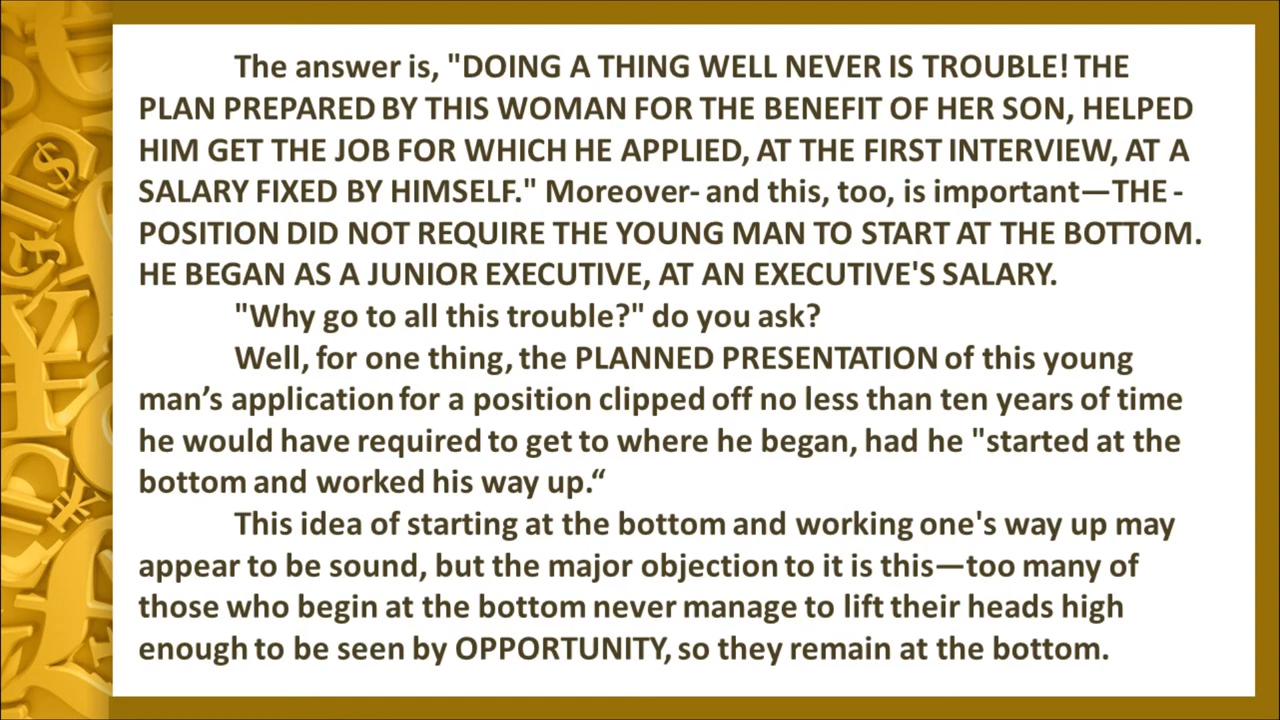 The answer is, "DOING A THING WELL NEVER IS TROUBLE! THE
PLAN PREPARED BY THIS WOMAN FOR THE BENEFIT OF HER SON, HELPED
HIM GET THE JOB FOR WHICH HE APPLIED, AT THE FIRST INTERVIEW, AT A
SALARY FIXED BY HIMSELF." Moreover- and this, too, is important—THE -
POSITION DID NOT REQUIRE THE YOUNG MAN TO START AT THE BOTTOM.
HE BEGAN AS A JUNIOR EXECUTIVE, AT AN EXECUTIVE'S SALARY.
"Why go to all this trouble?" do you ask?
Well, for one thing, the PLANNED PRESENTATION of this young
man’s application for a position clipped off no less than ten years of time
he would have required to get to where he began, had he "started at the
bottom and worked his way up.“
This idea of starting at the bottom and working one's way up may
appear to be sound, but the major objection to it is this—too many of
those who begin at the bottom never manage to lift their heads high
enough to be seen by OPPORTUNITY, so they remain at the bottom.